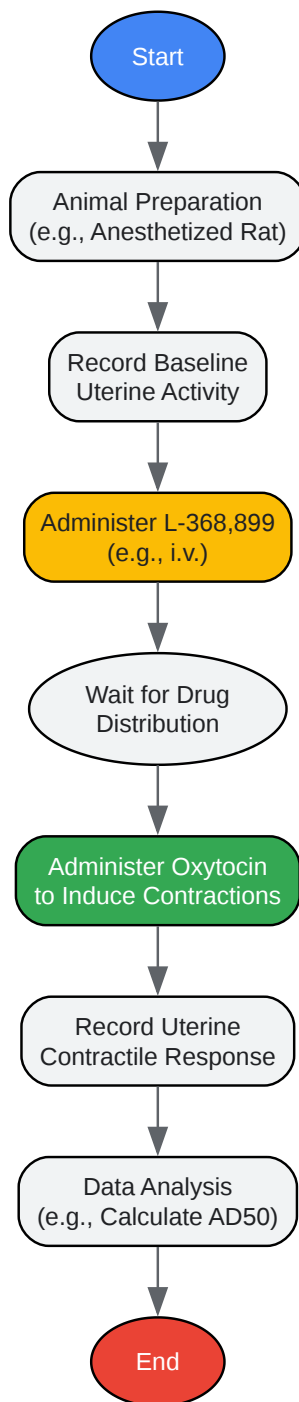 Start
Animal Preparation
(e.g., Anesthetized Rat)
Record Baseline
Uterine Activity
Administer L-368,899
(e.g., i.v.)
Wait for Drug
Distribution
Administer Oxytocin
to Induce Contractions
Record Uterine
Contractile Response
Data Analysis
(e.g., Calculate AD50)
End